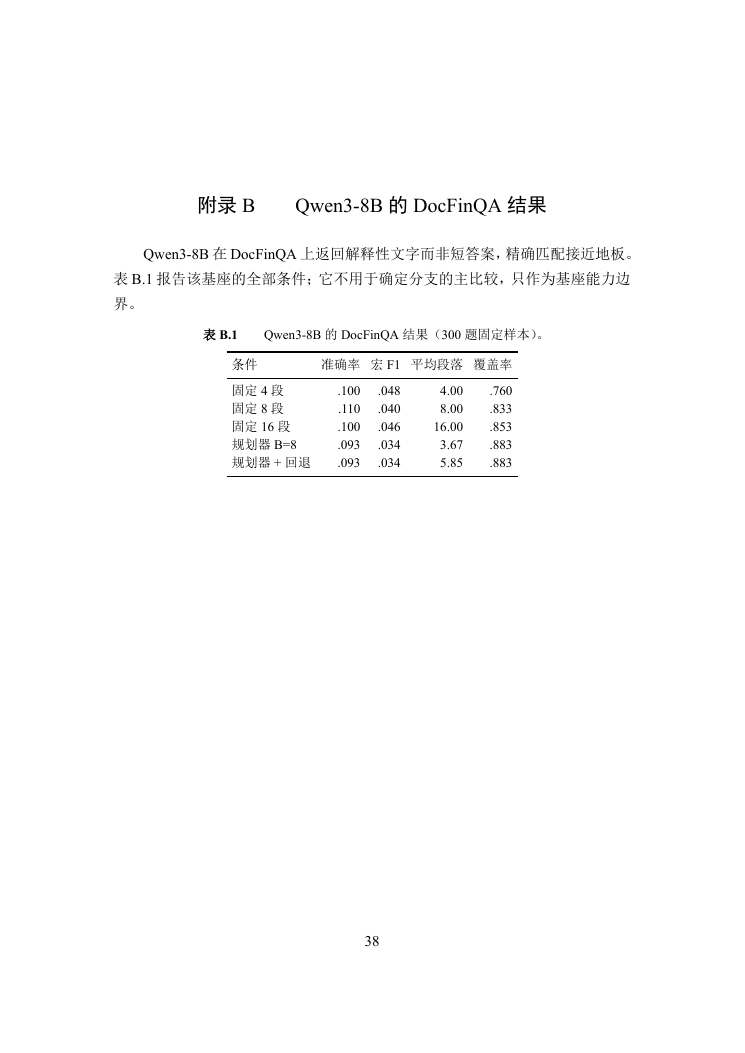 附录 B Qwen3-8B 的 DocFinQA 结果
Qwen3-8B 在 DocFinQA 上返回解释性文字而非短答案，精确匹配接近地板。
表 B.1 报告该基座的全部条件；它不用于确定分支的主比较，只作为基座能力边
界。
表 B.1 Qwen3-8B 的 DocFinQA 结果（300 题固定样本）。
条件 准确率 宏 F1 平均段落 覆盖率
固定 4 段 .100 .048 4.00 .760
固定 8 段 .110 .040 8.00 .833
固定 16 段 .100 .046 16.00 .853
规划器 B=8 .093 .034 3.67 .883
规划器 + 回退 .093 .034 5.85 .883
38